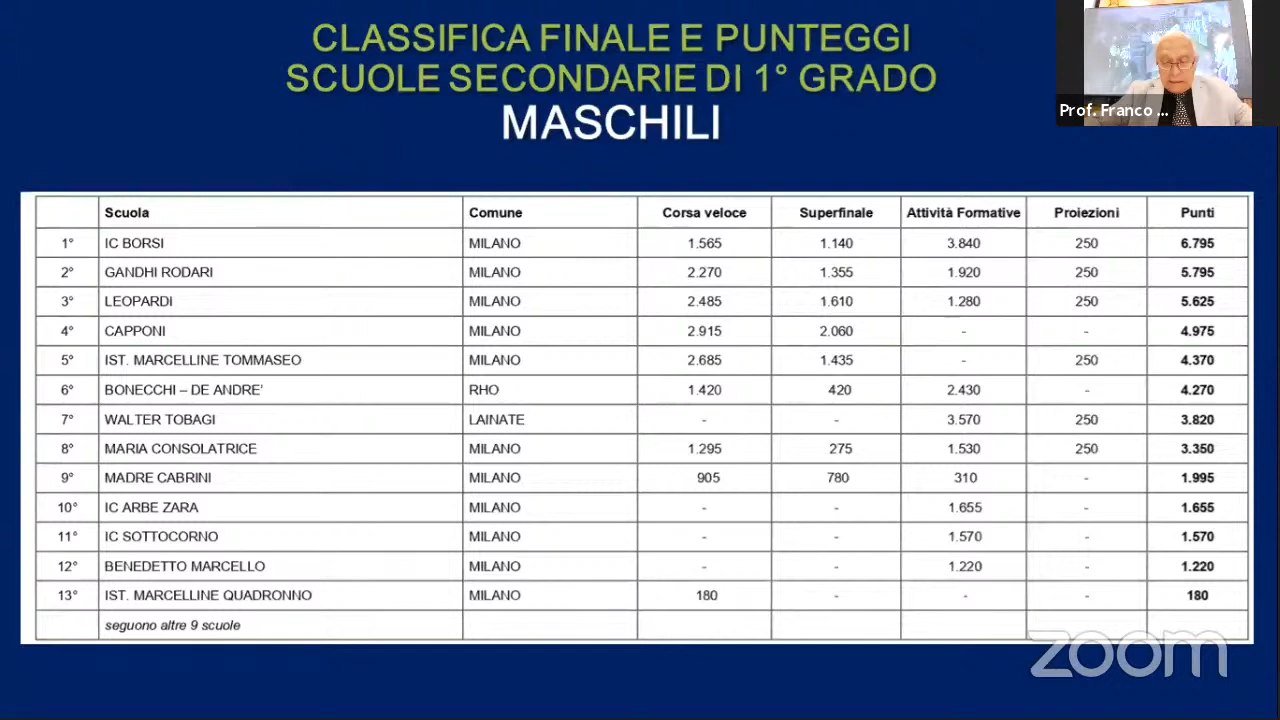 CLASSIFICA FINALE E PUNTEGGI
SCUOLE SECONDARIE DI 1° GRADO
MASCHILI
Prof. Franco ...
Scuola Comune Corsa veloce Superfinale Attività Formative Proiezioni Punti
1° IC BORSI MILANO 1.565 1.140 3.840 250 6.795
2° GANDHI RODARI MILANO 2.270 1.355 1.920 250 5.795
3° LEOPARDI MILANO 2.485 1.610 1.280 250 5.625
4° CAPPONI MILANO 2.915 2.060 - - 4.975
5° IST. MARCELLINE TOMMASEO MILANO 2.685 1.435 - 250 4.370
6° BONECCHI – DE ANDRE' RHO 1.420 420 2.430 - 4.270
7° WALTER TOBAGI LAINATE - - 3.570 250 3.820
8° MARIA CONSOLATRICE MILANO 1.295 275 1.530 250 3.350
9° MADRE CABRINI MILANO 905 780 310 - 1.995
10° IC ARBE ZARA MILANO - - 1.655 - 1.655
11° IC SOTTOCORNO MILANO - - 1.570 - 1.570
12° BENEDETTO MARCELLO MILANO - - 1.220 - 1.220
13° IST. MARCELLINE QUADRONNO MILANO 180 - - - 180
seguono altre 9 scuole
zoom